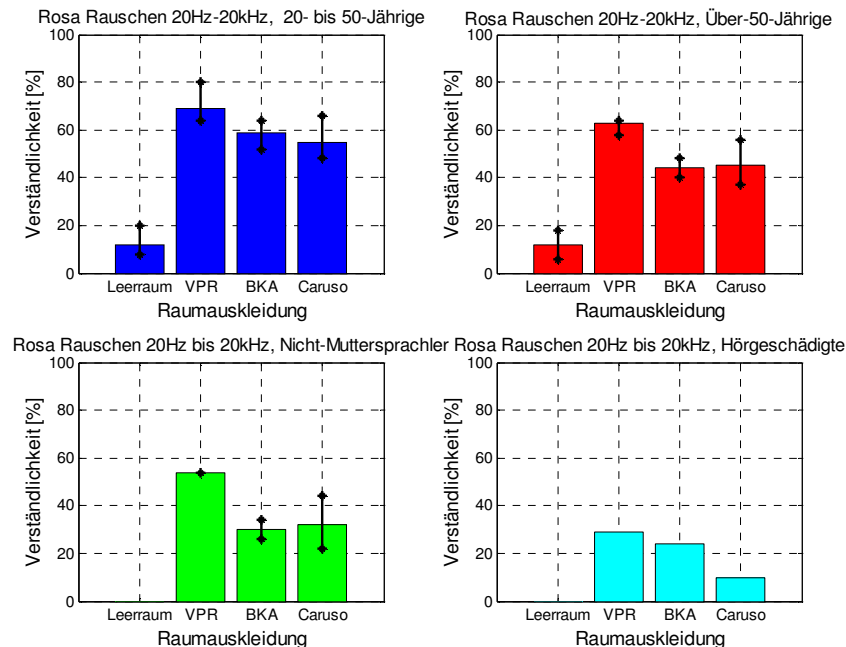 Rosa Rauschen 20Hz-20kHz,  20- bis 50-Jährige
Verständlichkeit [%]
100
80
60
40
20
0
Leerraum VPR BKA Caruso
Raumauskleidung
Rosa Rauschen 20Hz-20kHz, Über-50-Jährige
Verständlichkeit [%]
100
80
60
40
20
0
Leerraum VPR BKA Caruso
Raumauskleidung
Rosa Rauschen 20Hz bis 20kHz, Nicht-Muttersprachler
Verständlichkeit [%]
100
80
60
40
20
0
Leerraum VPR BKA Caruso
Raumauskleidung
Rosa Rauschen 20Hz bis 20kHz, Hörgeschädigte
Verständlichkeit [%]
100
80
60
40
20
0
Leerraum VPR BKA Caruso
Raumauskleidung